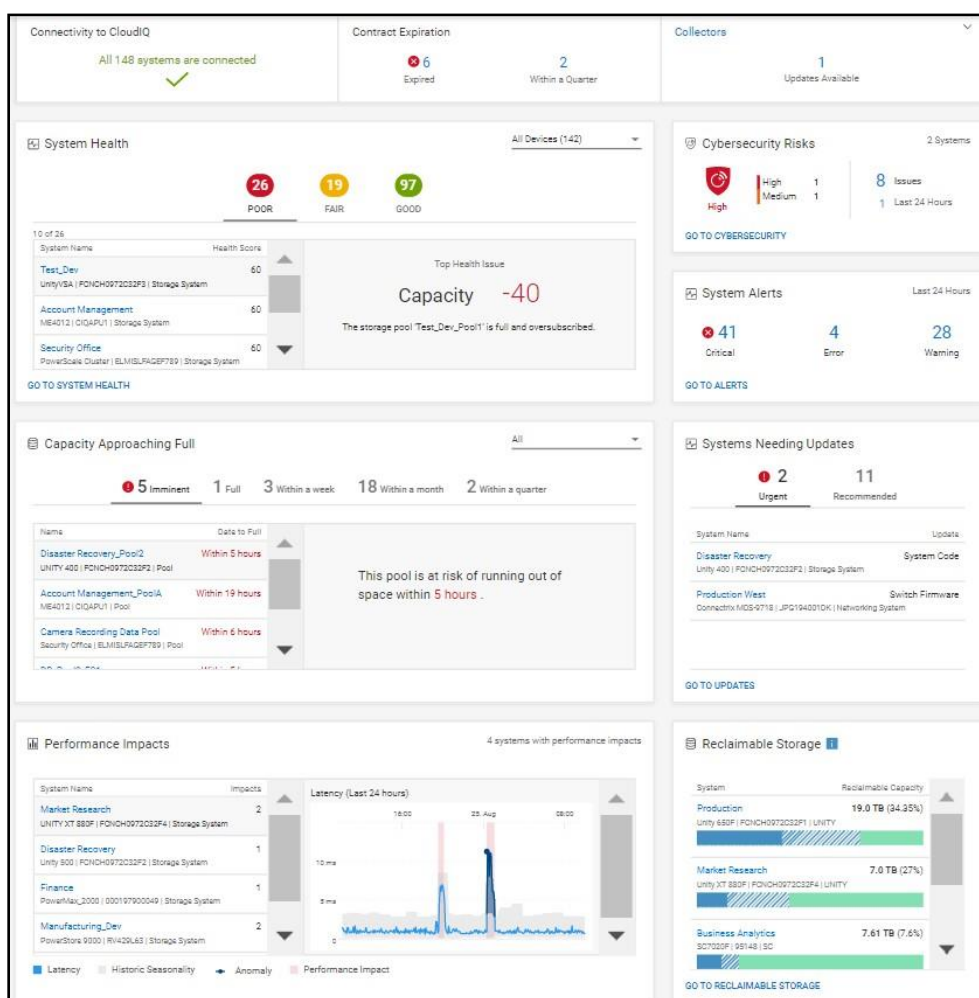 Connectivity to CloudIQ
All 148 systems are connected
Contract Expiration
6
Expired
2
Within a Quarter
Collectors
1
Updates Available
System Health
All Devices (142)
26
POOR
19
FAIR
97
GOOD
10 of 26
System Name Health Score
Test_Dev 60
UnityVSA | FCNCH0972C32F3 | Storage System
Account Management 60
ME4012 | CIQAPU1 | Storage System
Security Office 60
PowerScale Cluster | ELMISLFAGEF789 | Storage System
Top Health Issue
Capacity -40
The storage pool 'Test_Dev_Pool1' is full and oversubscribed.
GO TO SYSTEM HEALTH
Cybersecurity Risks 2 Systems
High
High 1
Medium 1
8 Issues
1 Last 24 Hours
GO TO CYBERSECURITY
System Alerts Last 24 Hours
41
Critical
4
Error
28
Warning
GO TO ALERTS
Capacity Approaching Full
All
5 Imminent 1 Full 3 Within a week 18 Within a month 2 Within a quarter
Name Date to Full
Disaster Recovery_Pool2 Within 5 hours
UNITY 400 | FCNCH0972C32F2 | Pool
Account Management_PoolA Within 19 hours
ME4012 | CIQAPU1 | Pool
Camera Recording Data Pool Within 6 hours
Security Office | ELMISLFAGEF789 | Pool
This pool is at risk of running out of
space within 5 hours .
Systems Needing Updates
2
Urgent
11
Recommended
System Name Update
Disaster Recovery System Code
Unity 400 | FCNCH0972C32F2 | Storage System
Production West Switch Firmware
Connectrix MDS-9718 | JPG194001DK | Networking System
GO TO UPDATES
Performance Impacts 4 systems with performance impacts
System Name Impacts
Market Research 2
UNITY XT 880F | FCNCH0972C32F4 | Storage System
Disaster Recovery 1
Unity 500 | FCNCH0972C32F2 | Storage System
Finance 1
PowerMax_2000 | 000197900049 | Storage System
Manufacturing_Dev 2
PowerStore 9000 | RV429L63 | Storage System
Latency (Last 24 hours)
16:00 25. Aug 08:00
10 ms
5 ms
0
Latency Historic Seasonality Anomaly Performance Impact
Reclaimable Storage
System Reclaimable Capacity
Production 19.0 TB (34.35%)
Unity 650F | FCNCH0972C32F1 | UNITY
Market Research 7.0 TB (27%)
Unity XT 880F | FCNCH0972C32F4 | UNITY
Business Analytics 7.61 TB (7.6%)
SC7020F | 95148 | SC
GO TO RECLAIMABLE STORAGE